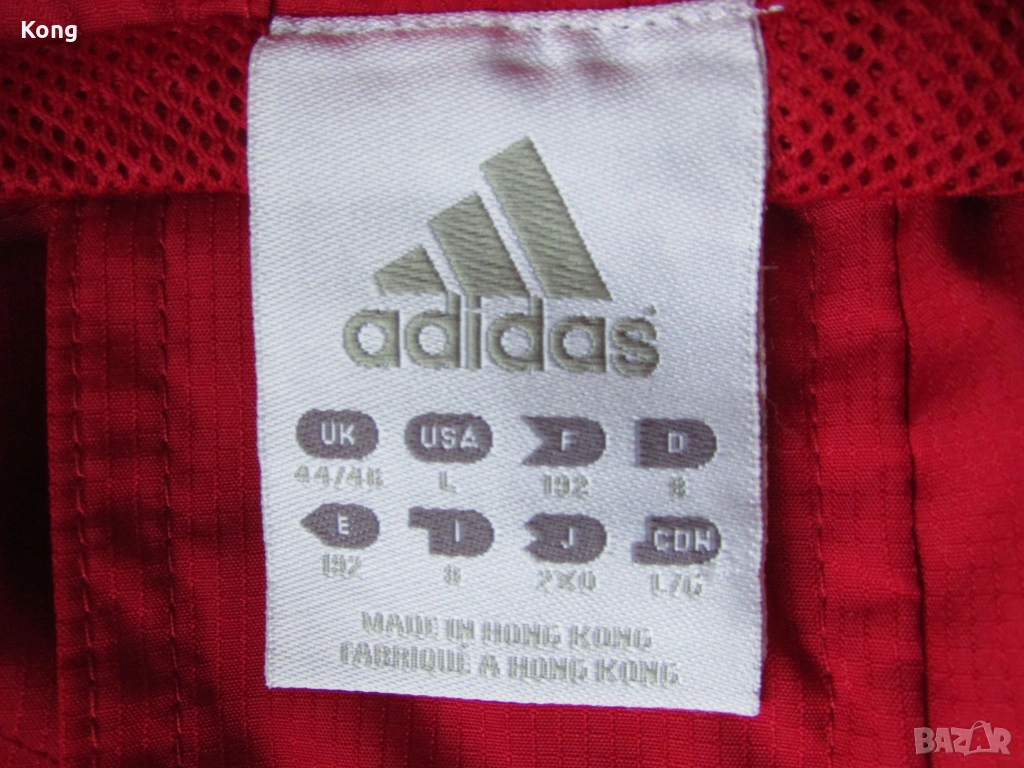 Kong
adidas
UK USA F D
44/46 L 192 8
E I J CDN
192 8 2XO L/G
MADE IN HONG KONG
FABRIQUÉ A HONG KONG
BAZAR